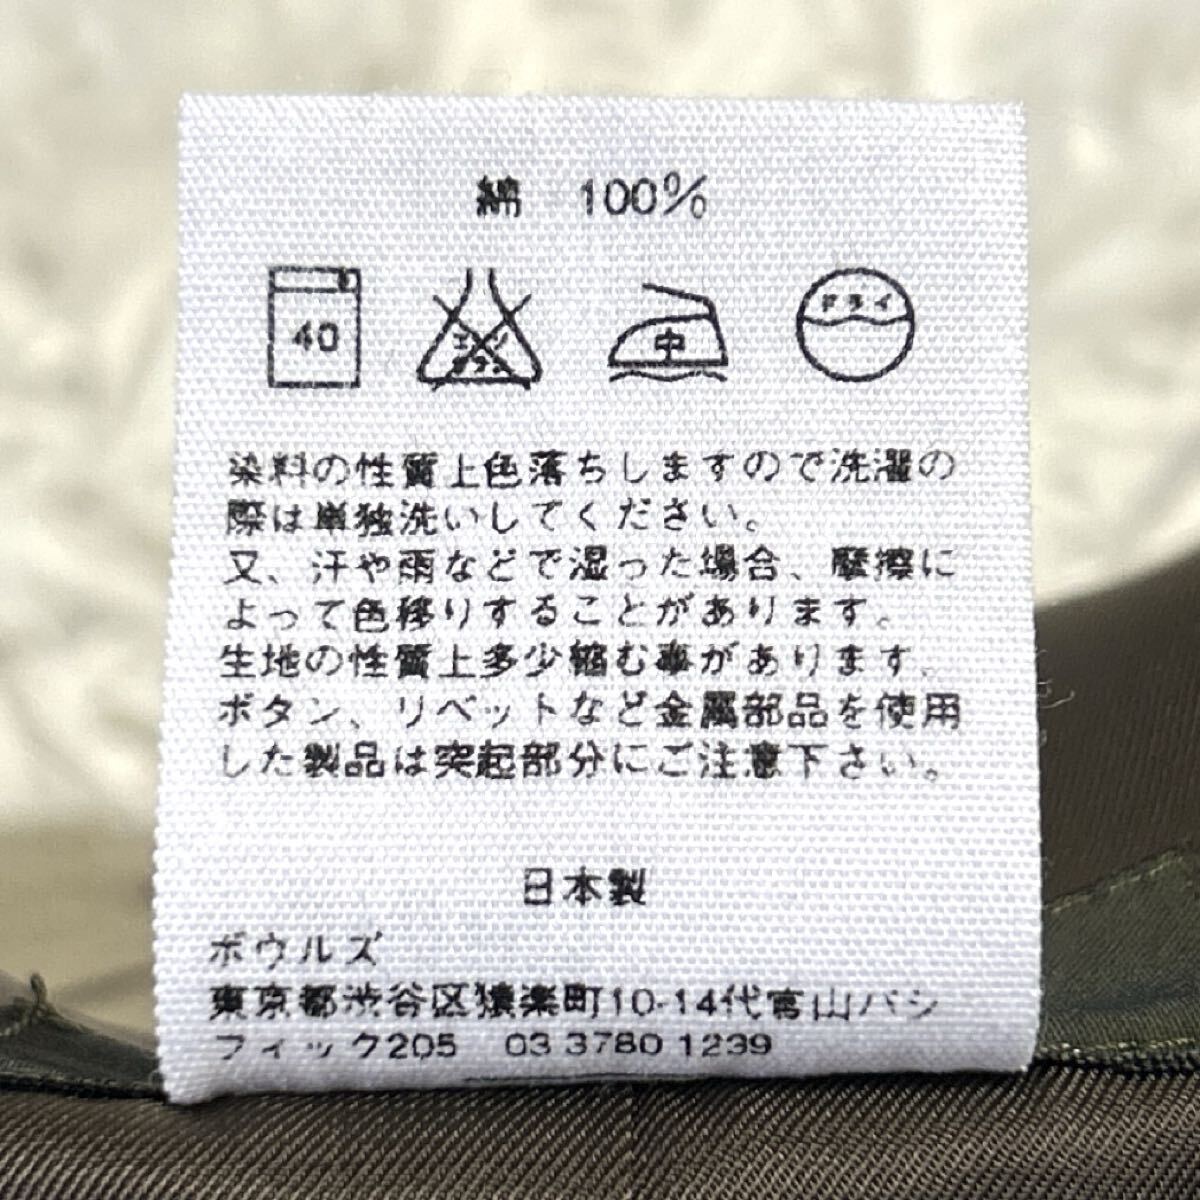 綿 100%
40
エンソ
サラシ
中
ドライ
染料の性質上色落ちしますので洗濯の
際は単独洗いしてください。
又、汗や雨などで湿った場合、摩擦に
よって色移りすることがあります。
生地の性質上多少縮む事があります。
ボタン、リベットなど金属部品を使用
した製品は突起部分にご注意下さい。
日本製
ボウルズ
東京都渋谷区猿楽町10-14代官山パシ
フィック205 03 3780 1239